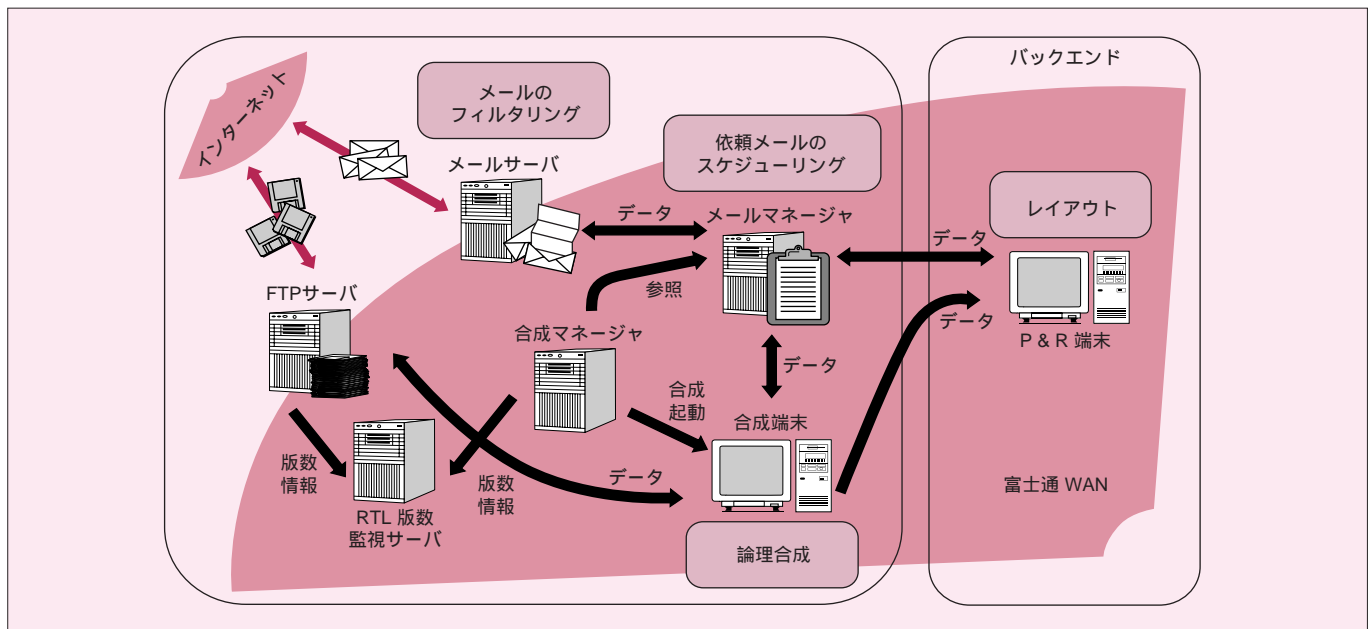 バックエンド
インターネット
メールの
フィルタリング
依頼メールの
スケジューリング
メールサーバ
レイアウト
データ
メールマネージャ
データ
参照
FTPサーバ
データ
P & R 端末
合成マネージャ
データ
合成
起動
合成端末
版数
情報
版数
情報
データ
RTL 版数
監視サーバ
富士通 WAN
論理合成